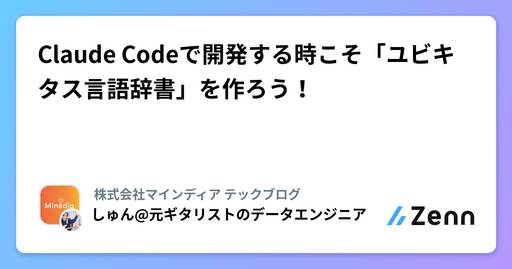 Claude Codeで開発する時こそ「ユビキ
タス言語辞書」を作ろう！
Minedia
株式会社マインディア テックブログ
しゅん@元ギタリストのデータエンジニア
Zenn